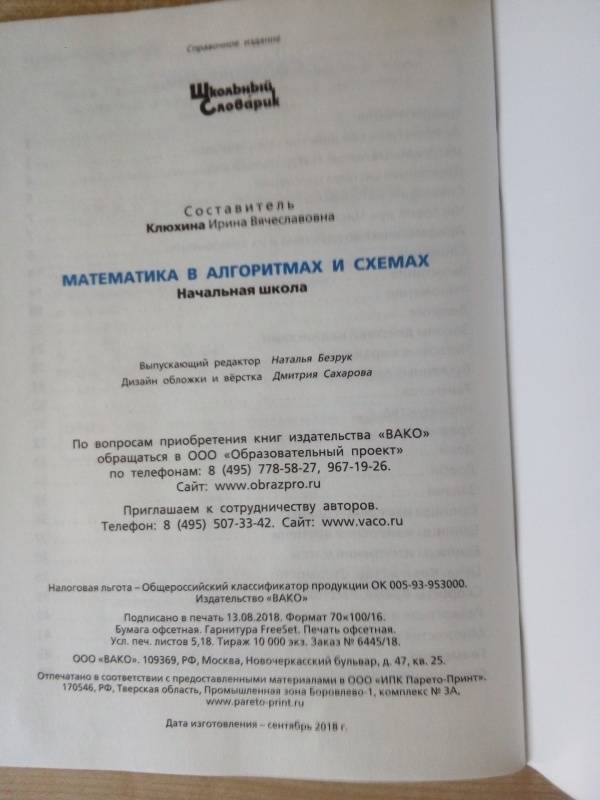 Справочное издание
Школьный
Словарик
Составитель
Клюхина Ирина Вячеславовна
МАТЕМАТИКА В АЛГОРИТМАХ И СХЕМАХ
Начальная школа
Выпускающий редактор Наталья Безрук
Дизайн обложки и вёрстка Дмитрия Сахарова
По вопросам приобретения книг издательства «ВАКО»
обращаться в ООО «Образовательный проект»
по телефонам: 8 (495) 778-58-27, 967-19-26.
Сайт: www.obrazpro.ru
Приглашаем к сотрудничеству авторов.
Телефон: 8 (495) 507-33-42. Сайт: www.vaco.ru
Налоговая льгота – Общероссийский классификатор продукции ОК 005-93-953000.
Издательство «ВАКО»
Подписано в печать 13.08.2018. Формат 70×100/16.
Бумага офсетная. Гарнитура FreeSet. Печать офсетная.
Усл. печ. листов 5,18. Тираж 10 000 экз. Заказ № 6445/18.
ООО «ВАКО». 109369, РФ, Москва, Новочеркасский бульвар, д. 47, кв. 25.
Отпечатано в соответствии с предоставленными материалами в ООО «ИПК Парето-Принт».
170546, РФ, Тверская область, Промышленная зона Боровлево-1, комплекс № 3А,
www.pareto-print.ru
Дата изготовления – сентябрь 2018 г.